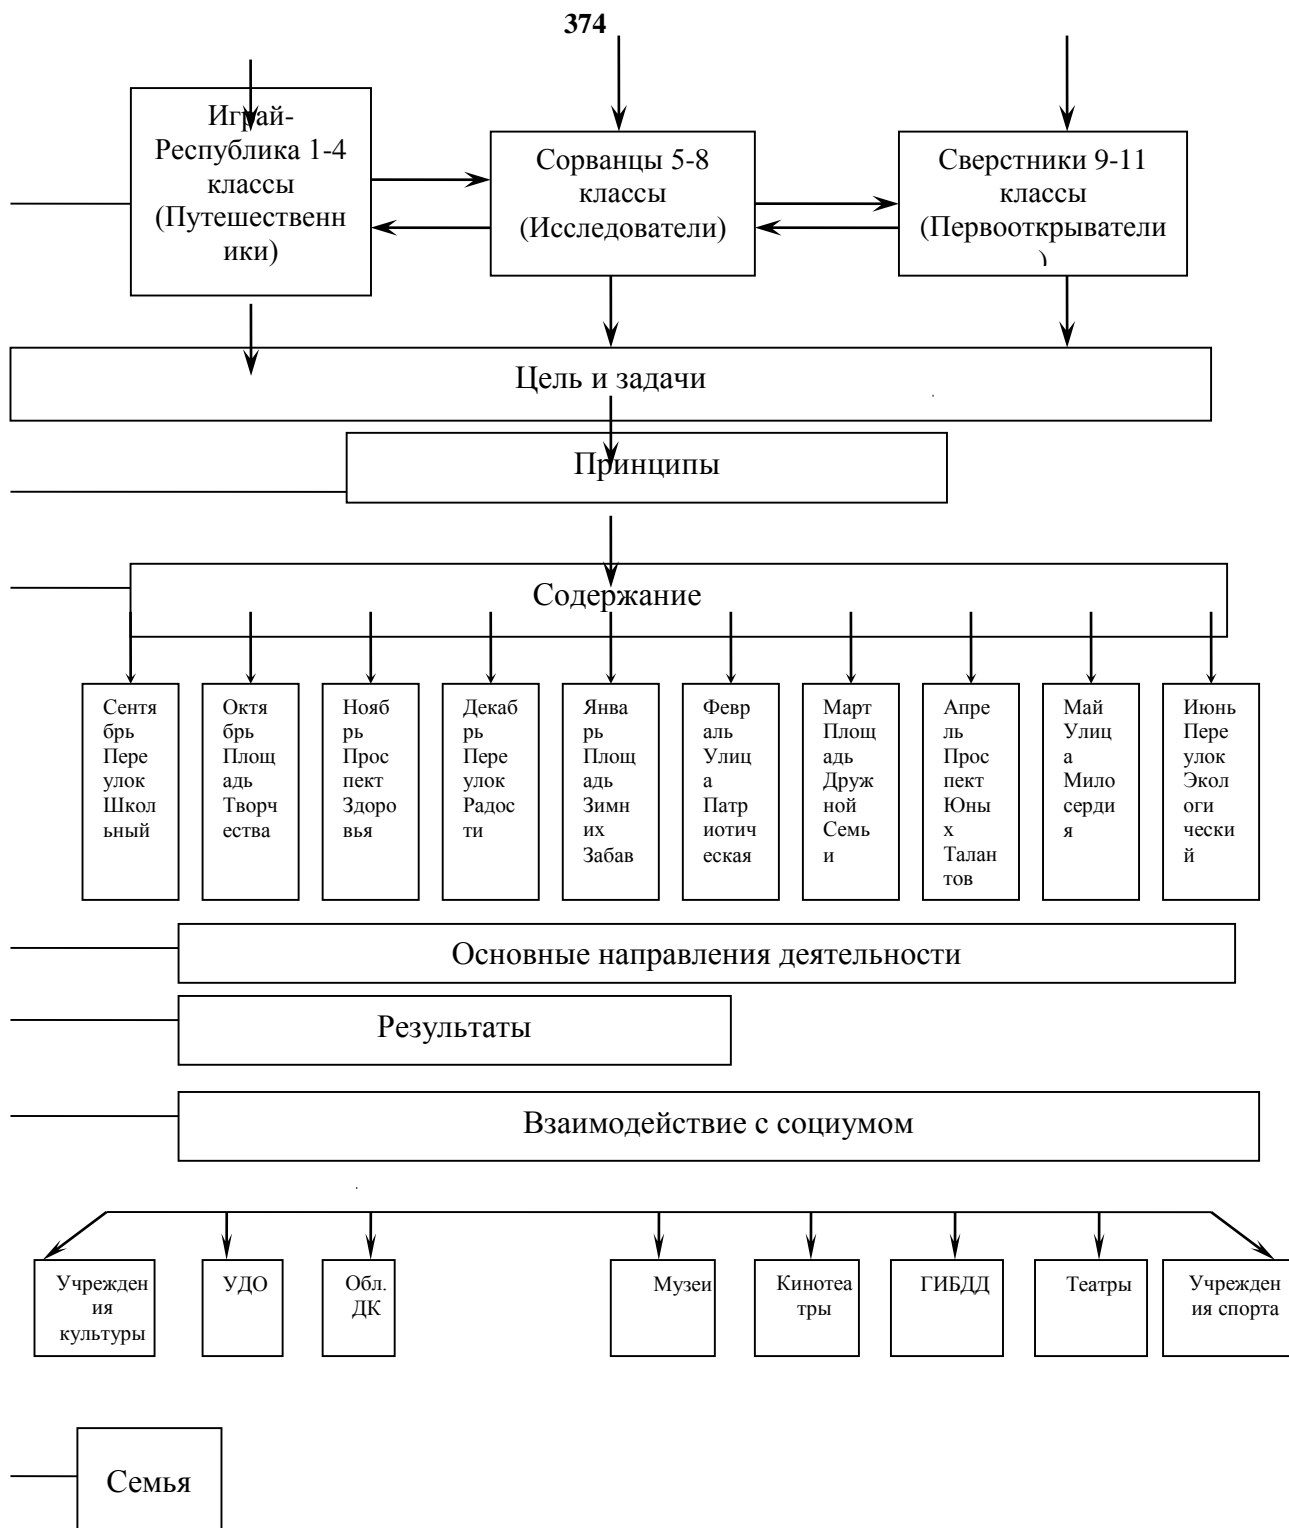 374
Играй-
Республика 1-4
классы
(Путешественн
ики)
Сорванцы 5-8
классы
(Исследователи)
Сверстники 9-11
классы
(Первооткрыватели
)
Цель и задачи
Принципы
Содержание
Сентя
брь
Пере
улок
Школ
ьный
Октя
брь
Площ
адь
Творч
ества
Нояб
рь
Прос
пект
Здоро
вья
Декаб
рь
Пере
улок
Радос
ти
Янва
рь
Площ
адь
Зимн
их
Забав
Февр
аль
Улиц
а
Патр
иотич
еская
Март
Площ
адь
Друж
ной
Семь
и
Апре
ль
Прос
пект
Юны
х
Талан
тов
Май
Улиц
а
Мило
серди
я
Июнь
Пере
улок
Экол
оги
чески
й
Основные направления деятельности
Результаты
Взаимодействие с социумом
Учрежден
ия
культуры
УДО
Обл.
ДК
Музеи
Кинотеа
тры
ГИБДД
Театры
Учрежден
ия спорта
Семья